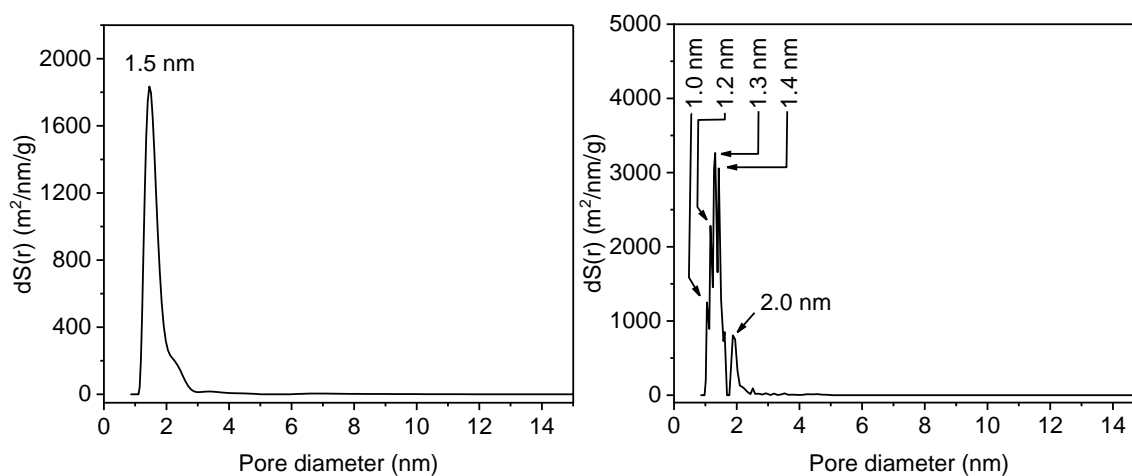 2000
1600
1200
800
400
0
dS(r) (m²/nm/g)
1.5 nm
0 2 4 6 8 10 12 14
Pore diameter (nm)
5000
4000
3000
2000
1000
0
dS(r) (m²/nm/g)
1.0 nm
1.2 nm
1.3 nm
1.4 nm
2.0 nm
0 2 4 6 8 10 12 14
Pore diameter (nm)